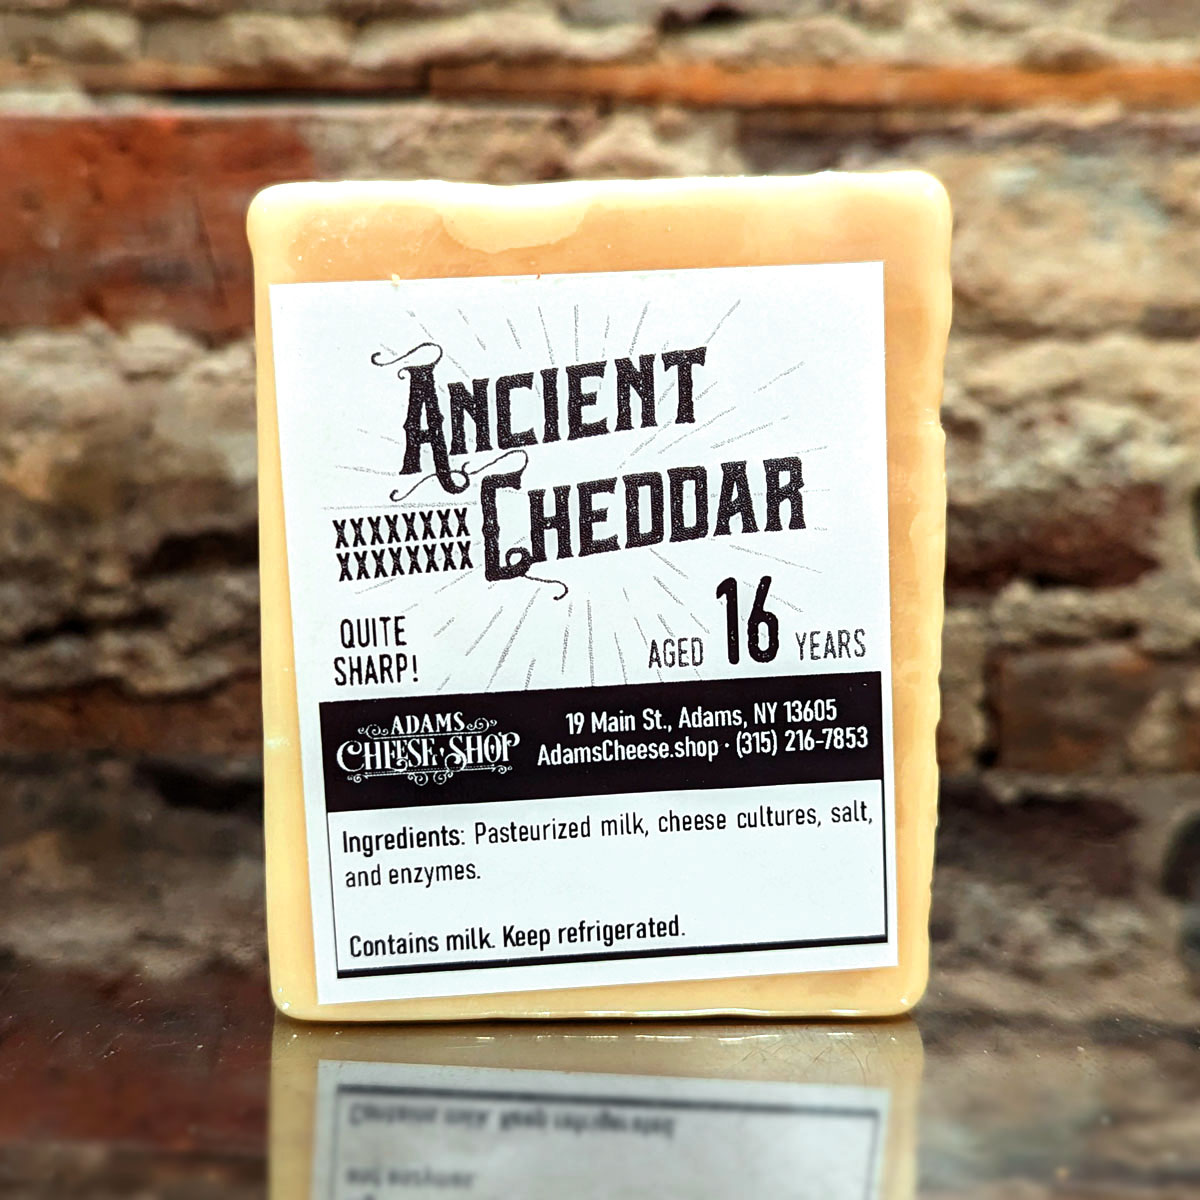 ANCIENT
CHEDDAR
XXXXXXXX
XXXXXXXX
QUITE
SHARP!
AGED 16 YEARS
ADAMS
CHEESE SHOP
19 Main St., Adams, NY 13605
AdamsCheese.shop · (315) 216-7853
Ingredients: Pasteurized milk, cheese cultures, salt,
and enzymes.
Contains milk. Keep refrigerated.